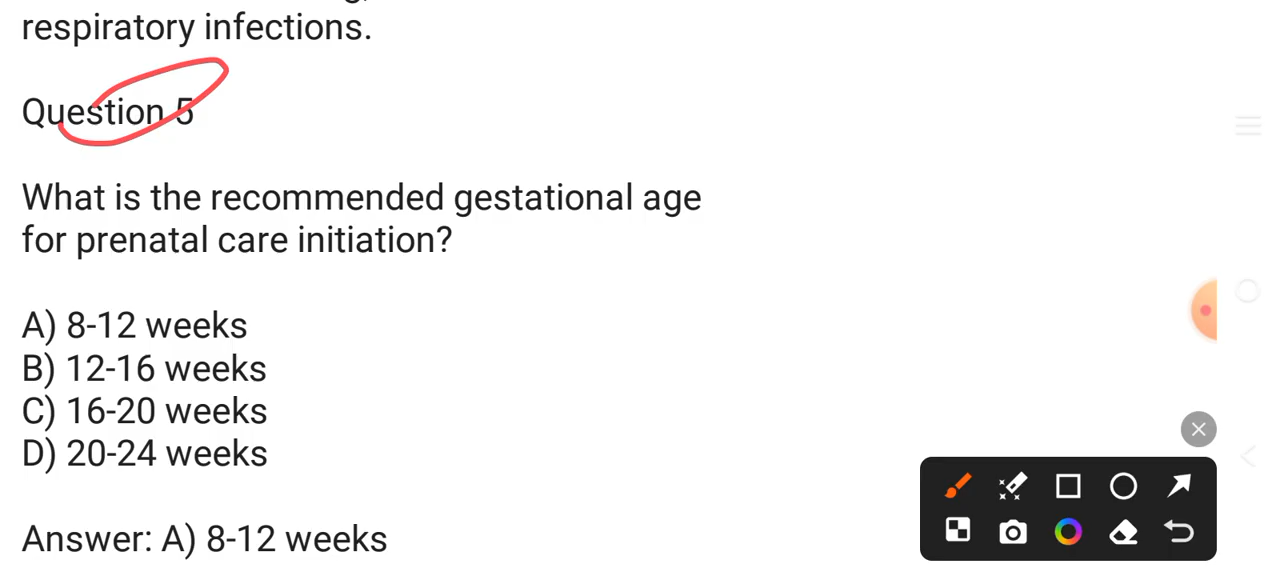 respiratory infections.
Question 5
What is the recommended gestational age
for prenatal care initiation?
A) 8-12 weeks
B) 12-16 weeks
C) 16-20 weeks
D) 20-24 weeks
Answer: A) 8-12 weeks